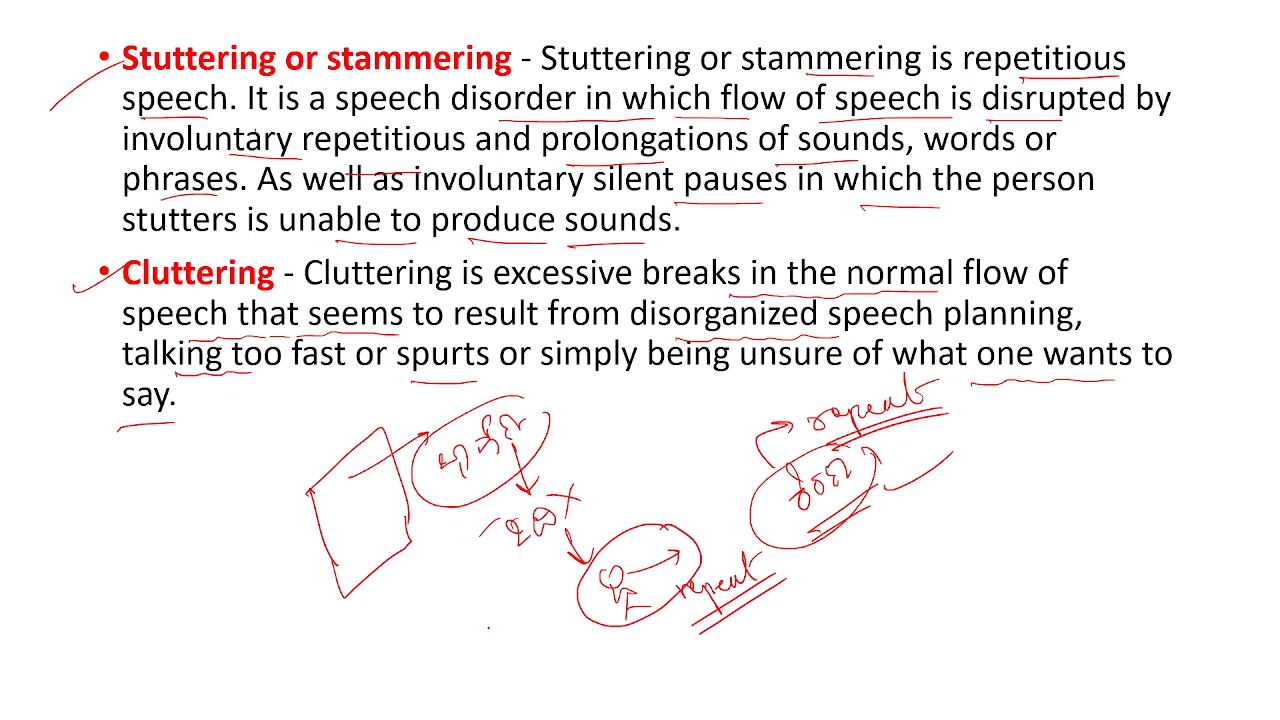 • Stuttering or stammering - Stuttering or stammering is repetitious
speech. It is a speech disorder in which flow of speech is disrupted by
involuntary repetitious and prolongations of sounds, words or
phrases. As well as involuntary silent pauses in which the person
stutters is unable to produce sounds.
• Cluttering - Cluttering is excessive breaks in the normal flow of
speech that seems to result from disorganized speech planning,
talking too fast or spurts or simply being unsure of what one wants to
say.
repeat
repeat